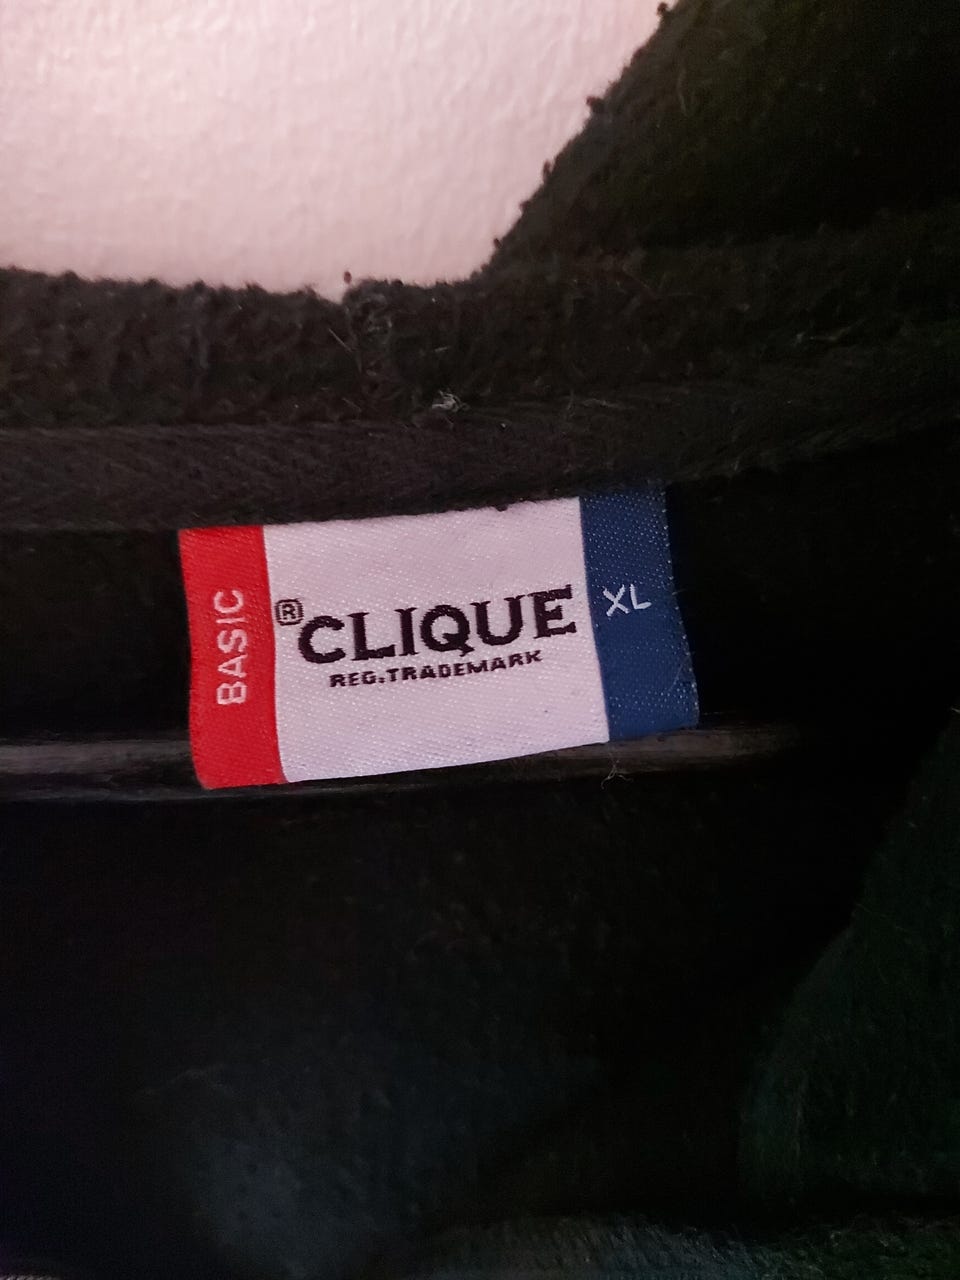 BASIC
® CLIQUE
REG.TRADEMARK
XL